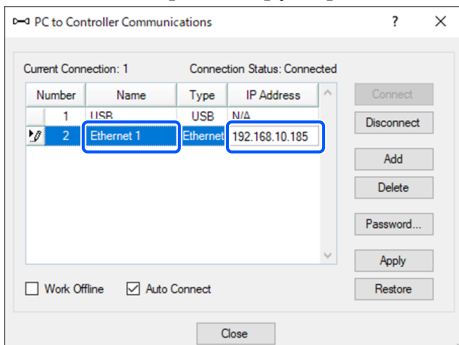 PC to Controller Communications ? ×
Current Connection: 1 Connection Status: Connected
Number Name Type IP Address
1 USB USB N/A
2 Ethernet 1 Ethernet 192.168.10.185
Connect
Disconnect
Add
Delete
Password...
Apply
Restore
Work Offline Auto Connect
Close